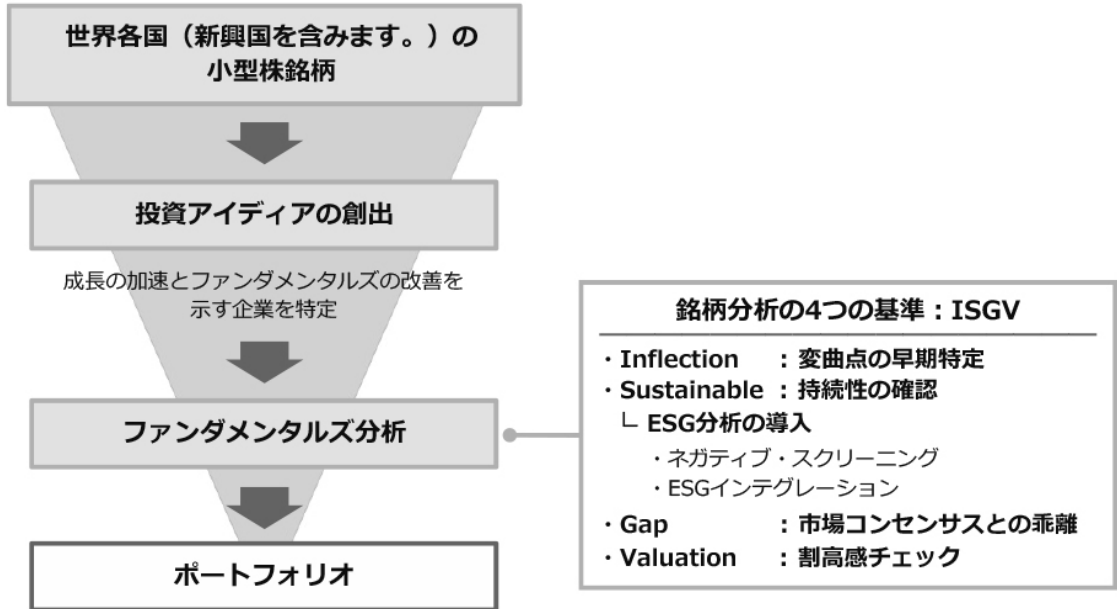 世界各国（新興国を含みます。）の
小型株銘柄
投資アイディアの創出
成長の加速とファンダメンタルズの改善を
示す企業を特定
ファンダメンタルズ分析
ポートフォリオ
銘柄分析の4つの基準：ISGV
・Inflection ：変曲点の早期特定
・Sustainable ：持続性の確認
└ ESG分析の導入
・ネガティブ・スクリーニング
・ESGインテグレーション
・Gap ：市場コンセンサスとの乖離
・Valuation ：割高感チェック